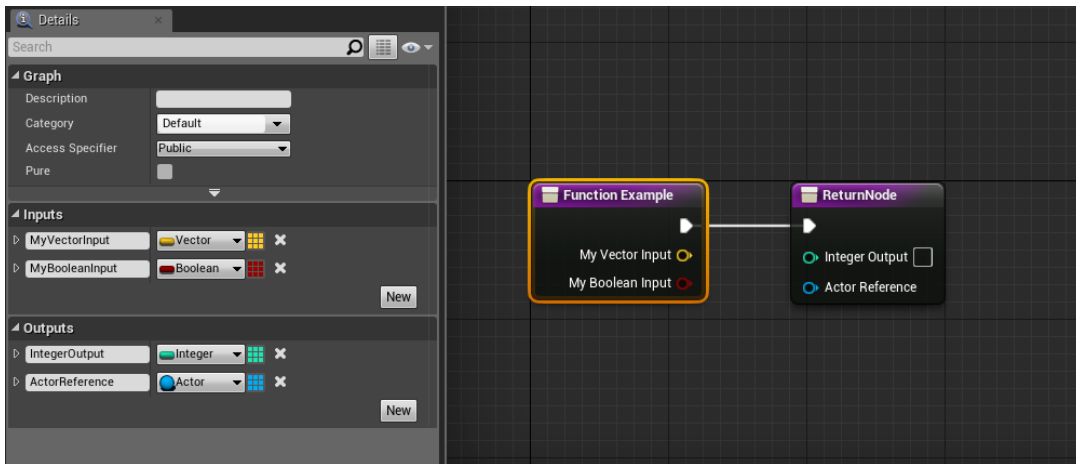 Details
Search
Graph
Description
Category Default
Access Specifier Public
Pure
Inputs
MyVectorInput Vector
MyBooleanInput Boolean
New
Outputs
IntegerOutput Integer
ActorReference Actor
New
Function Example
My Vector Input
My Boolean Input
ReturnNode
Integer Output
Actor Reference